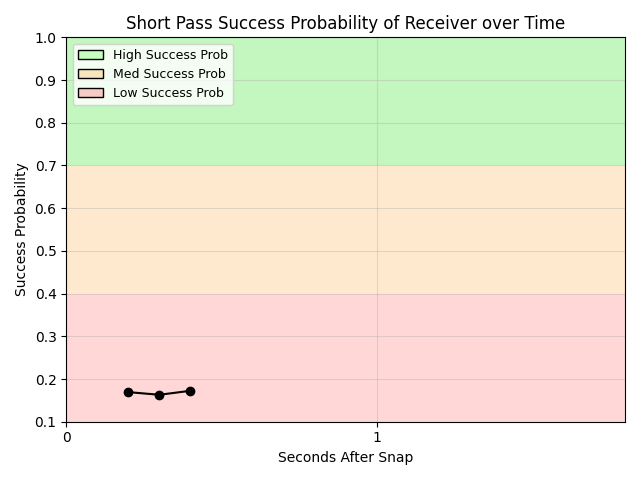 Short Pass Success Probability of Receiver over Time
1.0
High Success Prob
Med Success Prob
0.9
Low Success Prob
0.8
0.7
0.6
Success Probability
0.5
0.4
0.3
0.2
0.1
0
1
Seconds After Snap